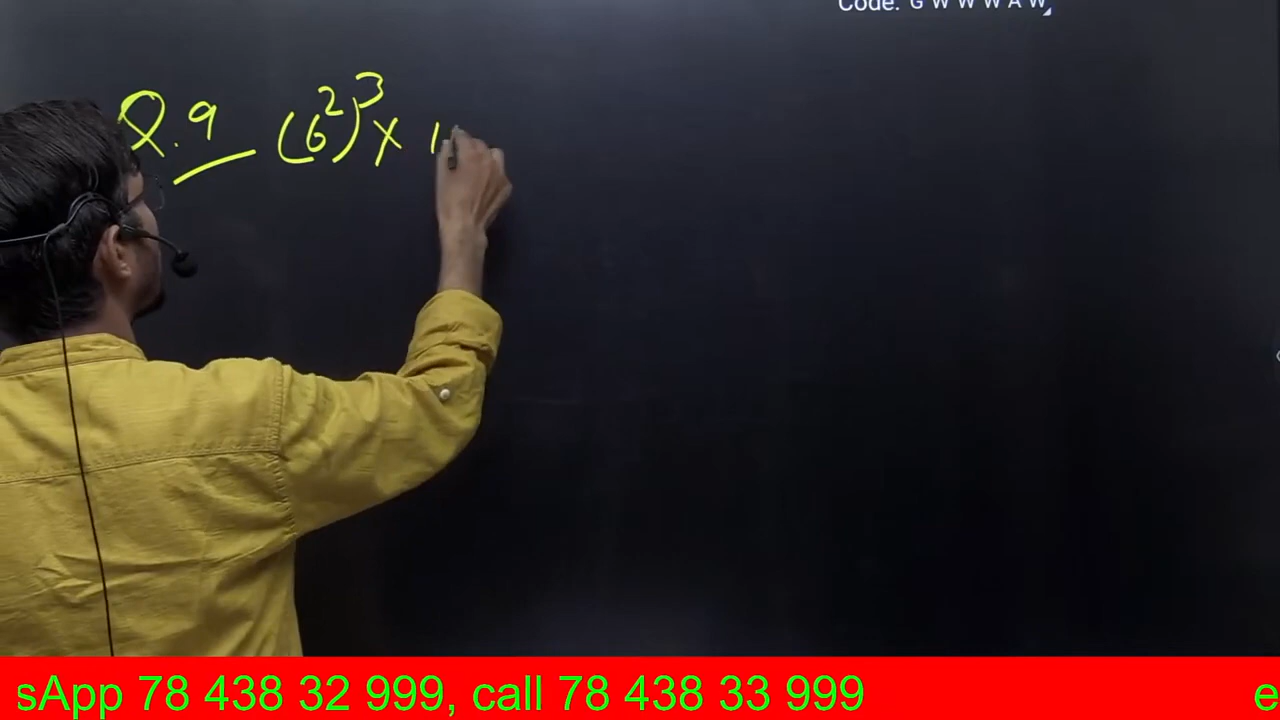 Code: G W W W A W
Q.9 (6²)³ × 1
sApp 78 438 32 999, call 78 438 33 999 e